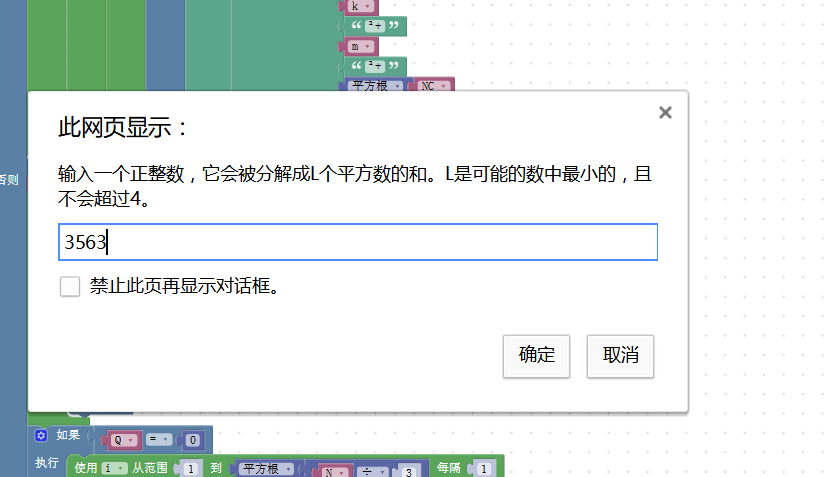 k
“ ²+ ”
m
“ ²+ ”
平方根 NC
此网页显示：
输入一个正整数，它会被分解成L个平方数的和。L是可能的数中最小的，且
不会超过4。
否则
3563
禁止此页再显示对话框。
确定 取消
如果 Q = 0
执行 使用 i 从范围 1 到 平方根 N ÷ 3 每隔 1